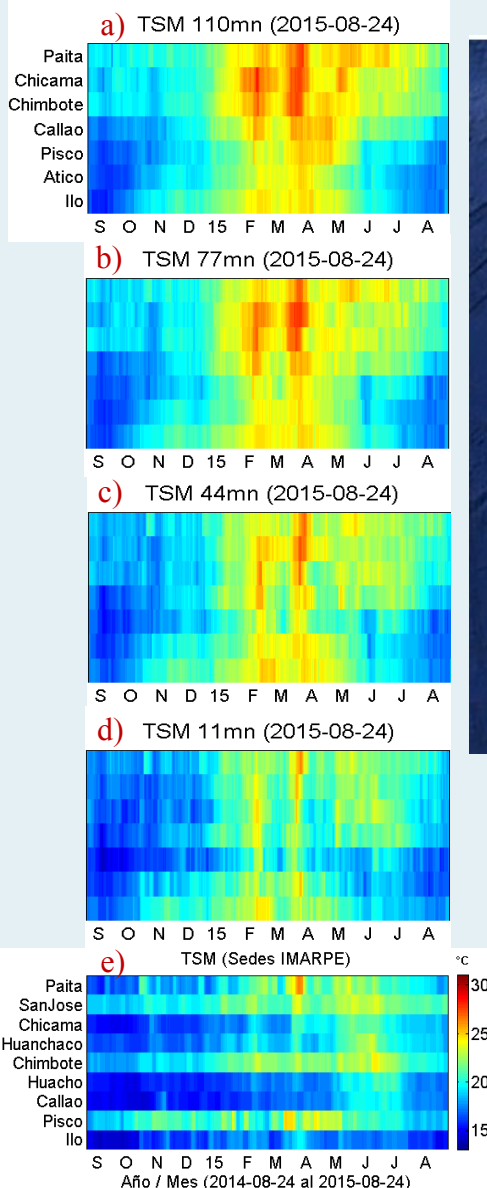 a) TSM 110mn (2015-08-24)
Paita
Chicama
Chimbote
Callao
Pisco
Atico
Ilo
S O N D 15 F M A M J J A
b) TSM 77mn (2015-08-24)
S O N D 15 F M A M J J A
c) TSM 44mn (2015-08-24)
S O N D 15 F M A M J J A
d) TSM 11mn (2015-08-24)
S O N D 15 F M A M J J A
e) TSM (Sedes IMARPE)
°C
Paita
SanJose
Chicama
Huanchaco
Chimbote
Huacho
Callao
Pisco
Ilo
30
25
20
15
S O N D 15 F M A M J J A
Año / Mes (2014-08-24 al 2015-08-24)